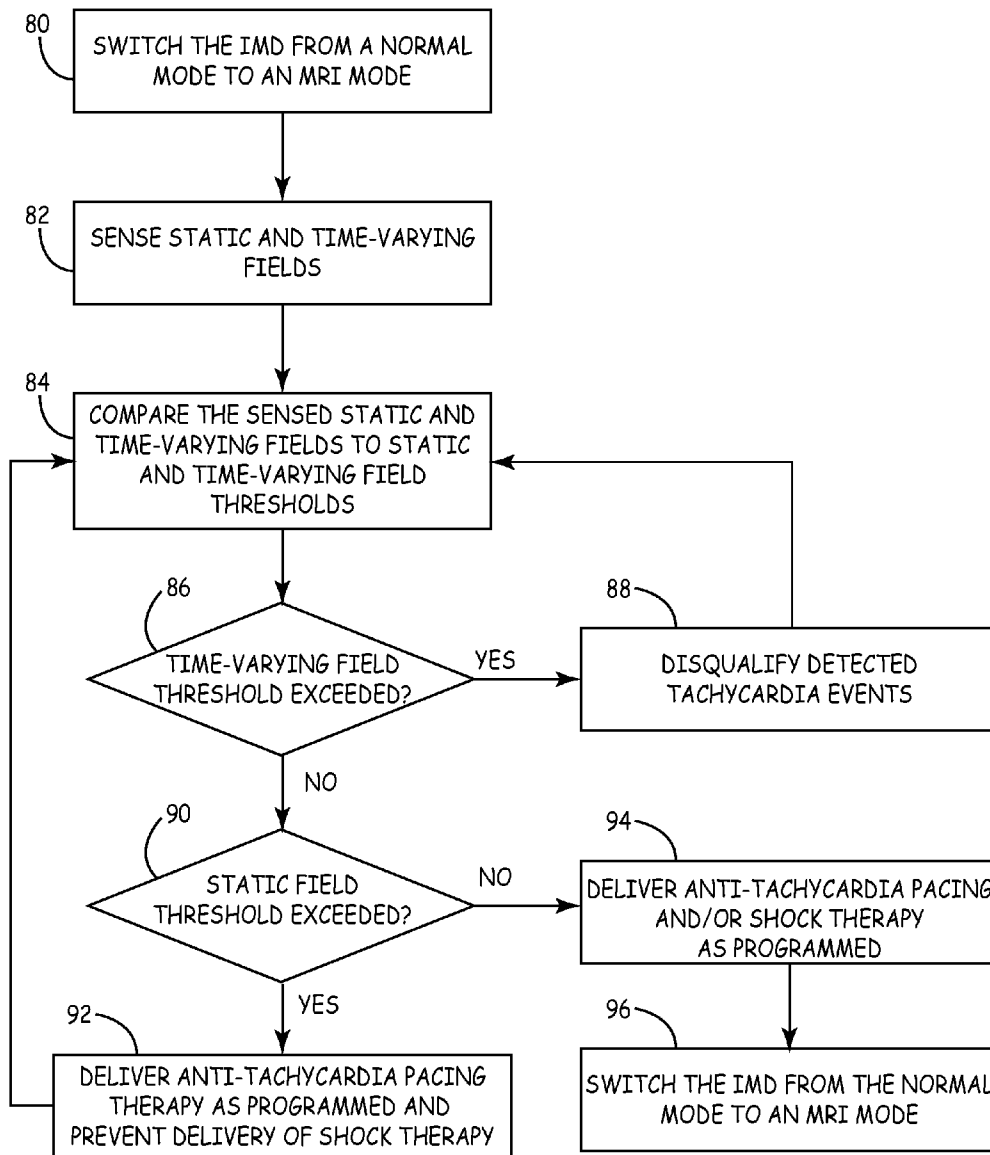 80
SWITCH THE IMD FROM A NORMAL
MODE TO AN MRI MODE
82
SENSE STATIC AND TIME-VARYING
FIELDS
84
COMPARE THE SENSED STATIC AND
TIME-VARYING FIELDS TO STATIC
AND TIME-VARYING FIELD
THRESHOLDS
86
TIME-VARYING FIELD
THRESHOLD EXCEEDED?
YES
88
DISQUALIFY DETECTED
TACHYCARDIA EVENTS
NO
90
STATIC FIELD
THRESHOLD EXCEEDED?
NO
94
DELIVER ANTI-TACHYCARDIA PACING
AND/OR SHOCK THERAPY
AS PROGRAMMED
YES
92
DELIVER ANTI-TACHYCARDIA PACING
THERAPY AS PROGRAMMED AND
PREVENT DELIVERY OF SHOCK THERAPY
96
SWITCH THE IMD FROM THE NORMAL
MODE TO AN MRI MODE